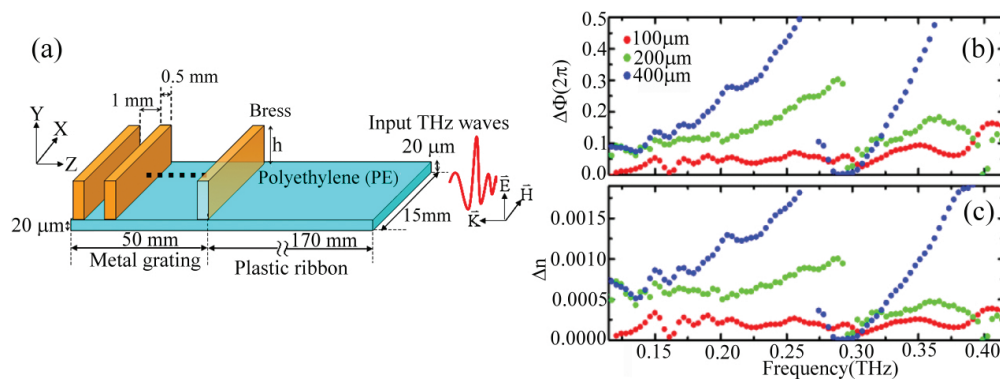 (a)
0.5 mm
1 mm
Bress
Y
X
Z
h
Input THz waves
20 μm
Polyethylene (PE)
E
H
K
15mm
20 μm
50 mm
170 mm
Metal grating
Plastic ribbon
(b)
100μm
200μm
400μm
ΔΦ(2π)
0.5
0.4
0.3
0.2
0.1
0.0
(c)
Δn
0.0015
0.0010
0.0005
0.0000
0.15 0.20 0.25 0.30 0.35 0.40
Frequency(THz)